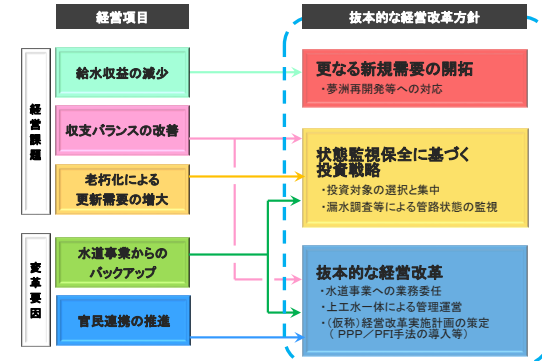 経営項目
抜本的な経営改革方針
経営課題
給水収益の減少
収支バランスの改善
老朽化による
更新需要の増大
変革要因
水道事業からの
バックアップ
官民連携の推進
更なる新規需要の開拓
・夢洲再開発等への対応
状態監視保全に基づく
投資戦略
・投資対象の選択と集中
・漏水調査等による管路状態の監視
抜本的な経営改革
・水道事業への業務委任
・上工水一体による管理運営
・(仮称)経営改革実施計画の策定
( PPP／PFI手法の導入等)